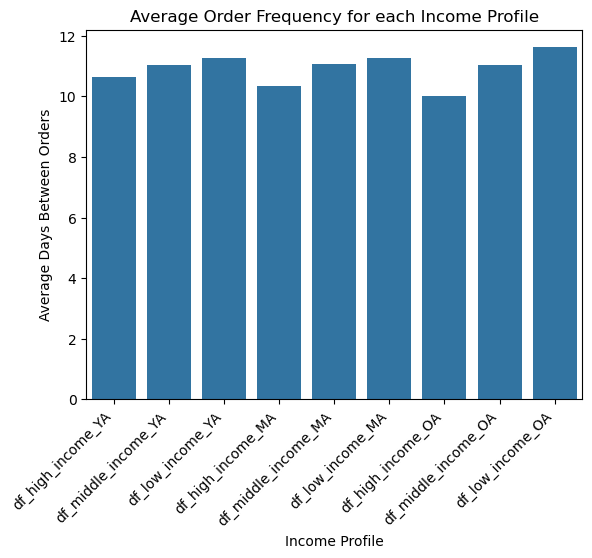 Average Order Frequency for each Income Profile
Average Days Between Orders
12
10
8
6
4
2
0
df_high_income_YA
df_middle_income_YA
df_low_income_YA
df_high_income_MA
df_middle_income_MA
df_low_income_MA
df_high_income_OA
df_middle_income_OA
df_low_income_OA
Income Profile